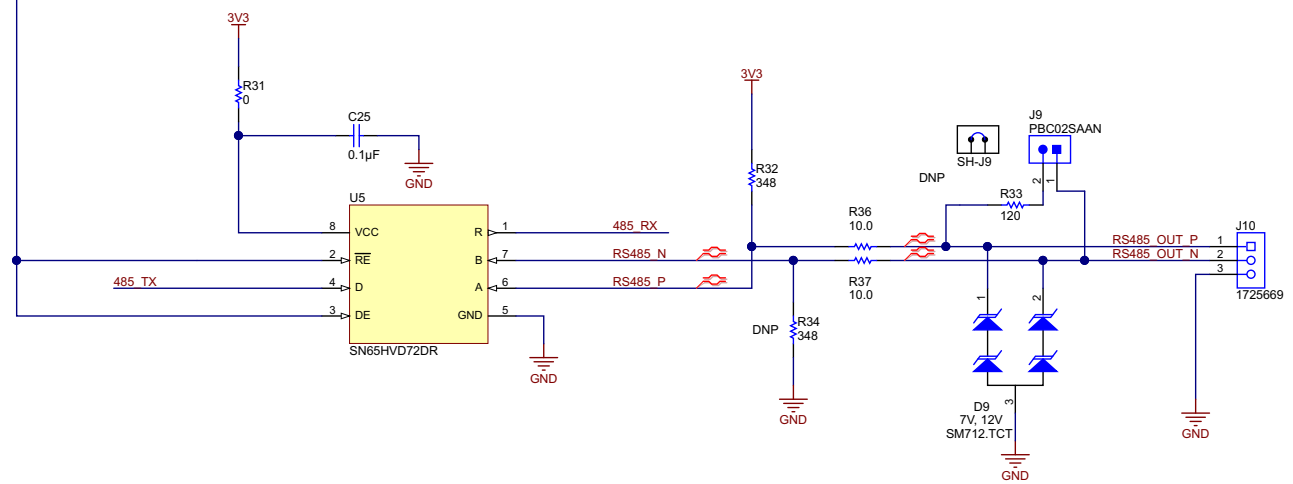 3V3
R31
0
C25
0.1µF
GND
U5
8
VCC
2
RE
485_TX
4
D
3
DE
R
1
485_RX
B
7
RS485_N
A
6
RS485_P
GND
5
SN65HVD72DR
GND
3V3
R32
348
DNP
R34
348
GND
R36
10.0
R37
10.0
SH-J9
DNP
J9
PBC02SAAN
2
1
R33
120
RS485_OUT_P
RS485_OUT_N
J10
1
2
3
1725669
GND
1
2
3
D9
7V, 12V
SM712.TCT
GND